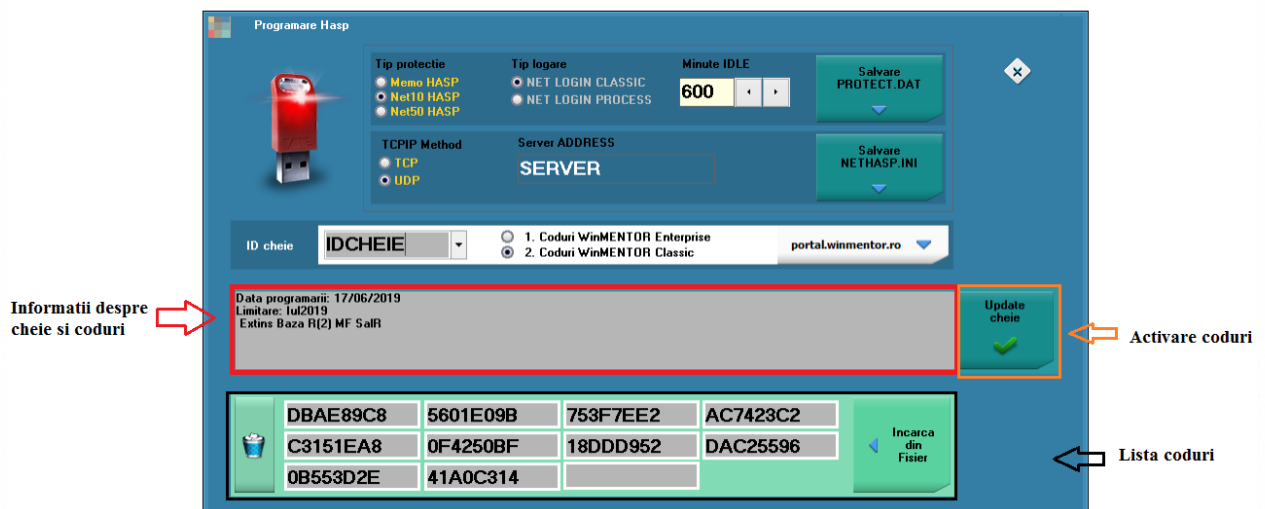 Programare Hasp
Tip protectie
Memo HASP
Net10 HASP
Net50 HASP
Tip logare
NET LOGIN CLASSIC
NET LOGIN PROCESS
Minute IDLE
600
Salvare
PROTECT.DAT
TCPIP Method
TCP
UDP
Server ADDRESS
SERVER
Salvare
NETHASP.INI
ID cheie
IDCHEIE
1. Coduri WinMENTOR Enterprise
2. Coduri WinMENTOR Classic
portal.winmentor.ro
Informatii despre
cheie si coduri
Data programarii: 17/06/2019
Limitare: Iul2019
Extins Baza R(2) MF SalR
Update
cheie
Activare coduri
DBAE89C8 5601E09B 753F7EE2 AC7423C2
C3151EA8 0F4250BF 18DDD952 DAC25596
0B553D2E 41A0C314
Incarca
din
Fisier
Lista coduri